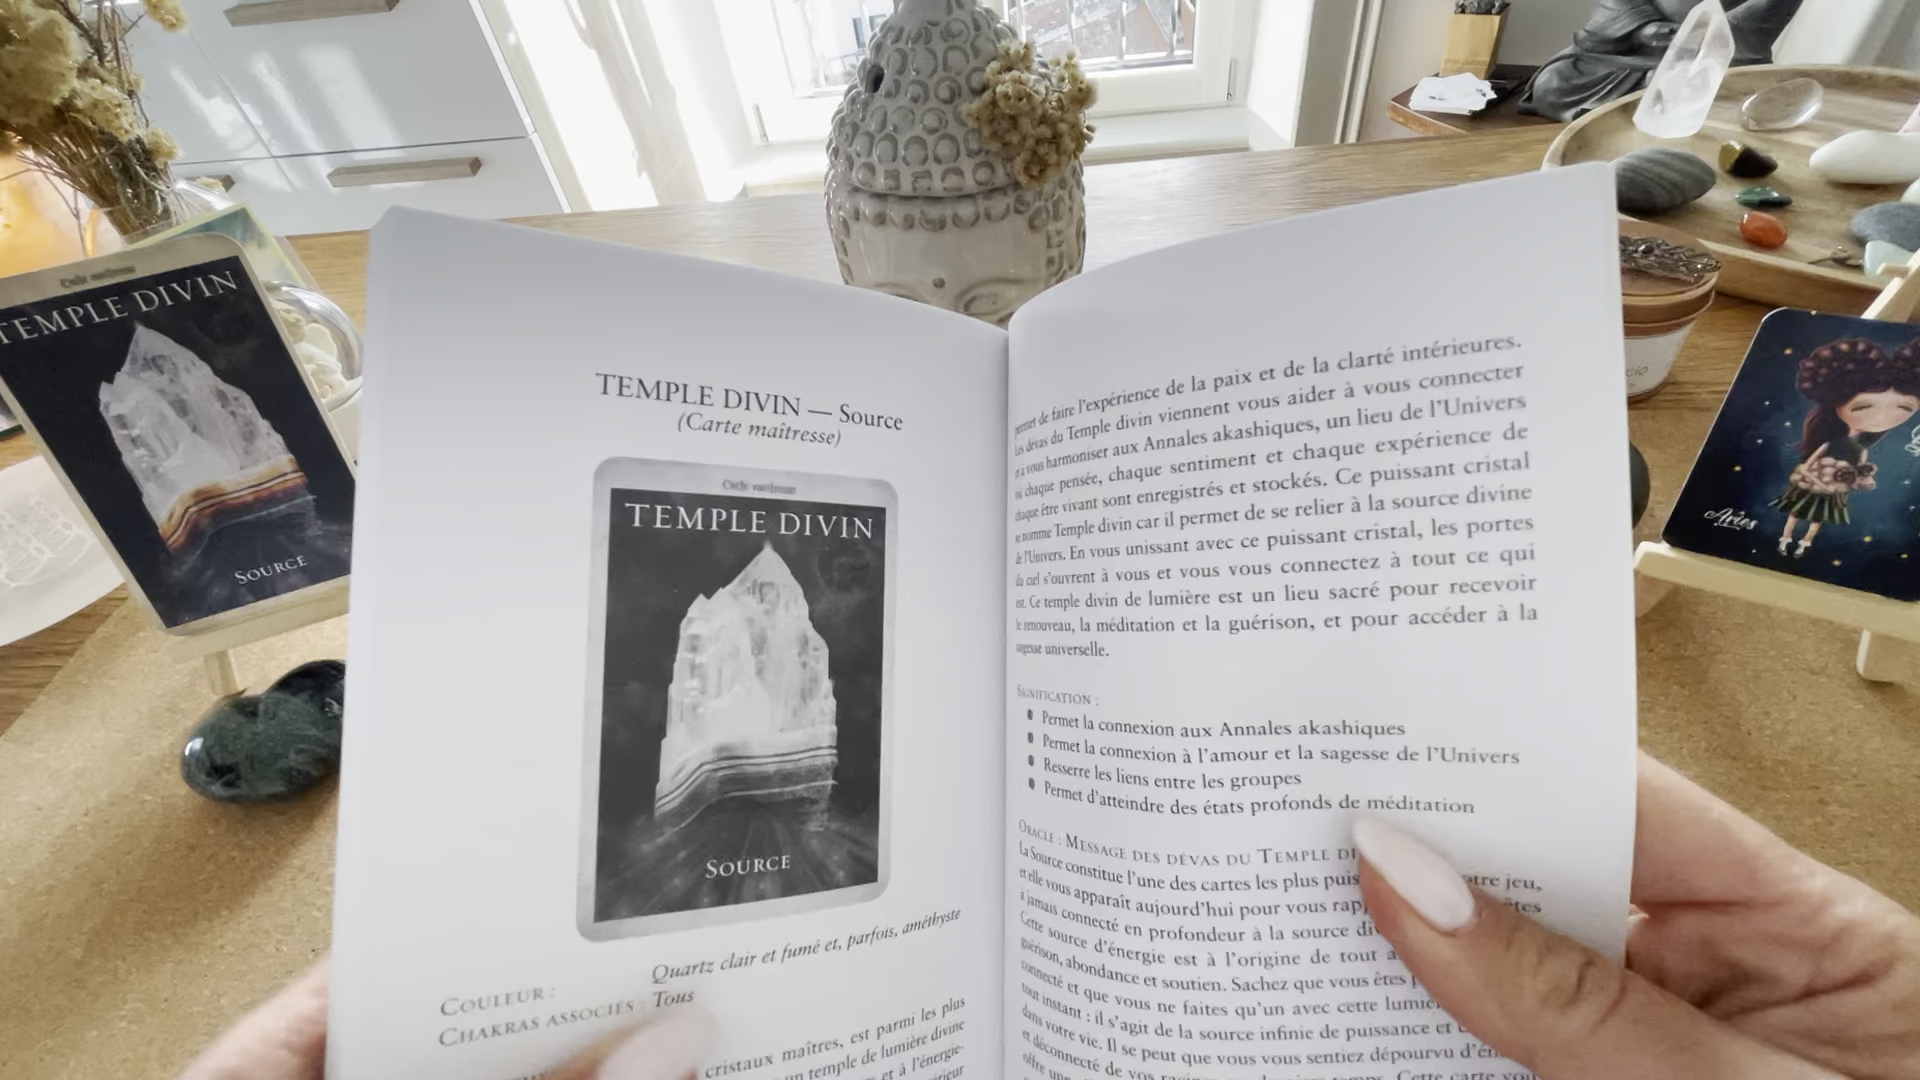 TEMPLE DIVIN
SOURCE
TEMPLE DIVIN — Source
(Carte maîtresse)
TEMPLE DIVIN
SOURCE
COULEUR : Quartz clair et fumé et, parfois, améthyste
CHAKRAS ASSOCIÉS : Tous
cristaux maîtres, est parmi les plus
un temple de lumière divine
et à l'énergie-
permet de faire l'expérience de la paix et de la clarté intérieures.
Les dévas du Temple divin viennent vous aider à vous connecter
et à vous harmoniser aux Annales akashiques, un lieu de l'Univers
où chaque pensée, chaque sentiment et chaque expérience de
chaque être vivant sont enregistrés et stockés. Ce puissant cristal
se nomme Temple divin car il permet de se relier à la source divine
de l'Univers. En vous unissant avec ce puissant cristal, les portes
du ciel s'ouvrent à vous et vous vous connectez à tout ce qui
est. Ce temple divin de lumière est un lieu sacré pour recevoir
le renouveau, la méditation et la guérison, et pour accéder à la
sagesse universelle.
SIGNIFICATION :
• Permet la connexion aux Annales akashiques
• Permet la connexion à l'amour et la sagesse de l'Univers
• Resserre les liens entre les groupes
• Permet d'atteindre des états profonds de méditation
ORACLE : MESSAGE DES DÉVAS DU TEMPLE
La Source constitue l'une des cartes les plus jeu,
et elle vous apparaît aujourd'hui pour vous
à jamais connecté en profondeur à la source
Cette source d'énergie est à l'origine de tout
guérison, abondance et soutien. Sachez que vous êtes
connecté et que vous ne faites qu'un avec cette
tout instant : il s'agit de la source infinie de puissance et
dans votre vie. Il se peut que vous vous sentiez dépourvu
et déconnecté de vos temps. Cette carte vous
offre une
Aries